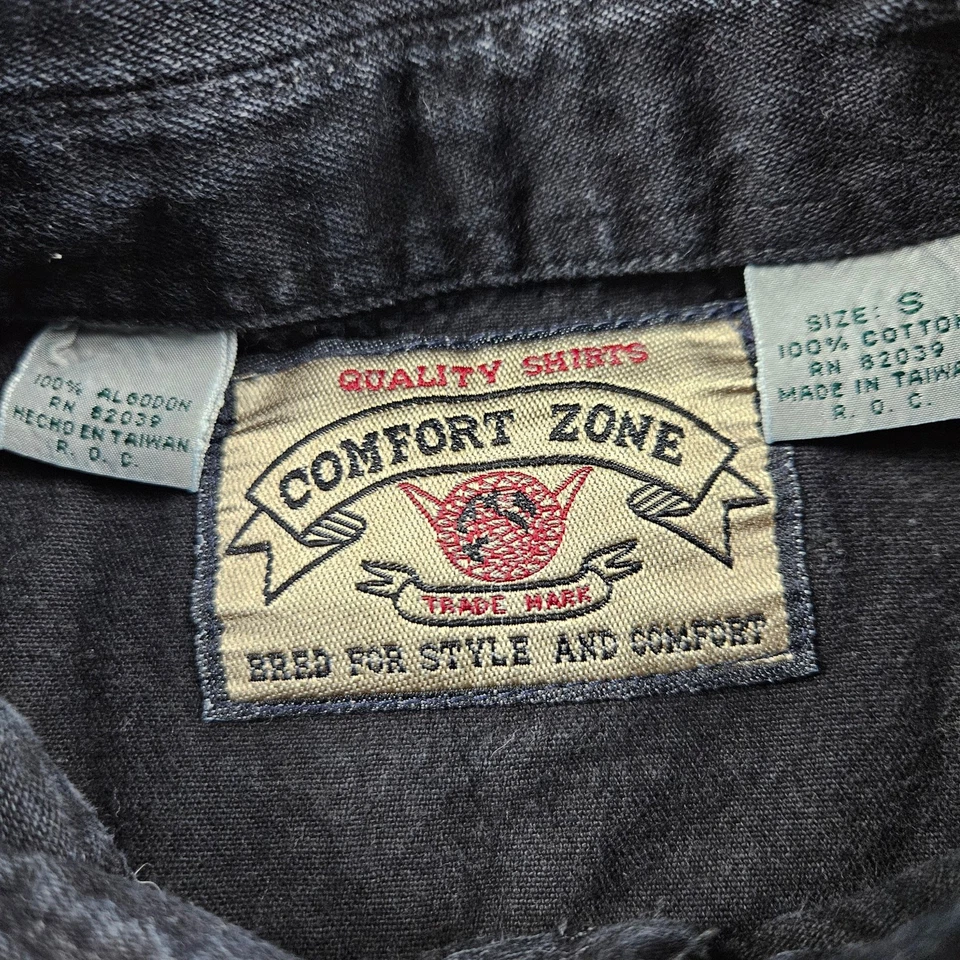 100% ALGODON
RN 82039
HECHO EN TAIWAN
R. O. C.
QUALITY SHIRTS
COMFORT ZONE
TRADE MARK
BRED FOR STYLE AND COMFORT
SIZE: S
100% COTTON
RN 82039
MADE IN TAIWA
R. O. C.